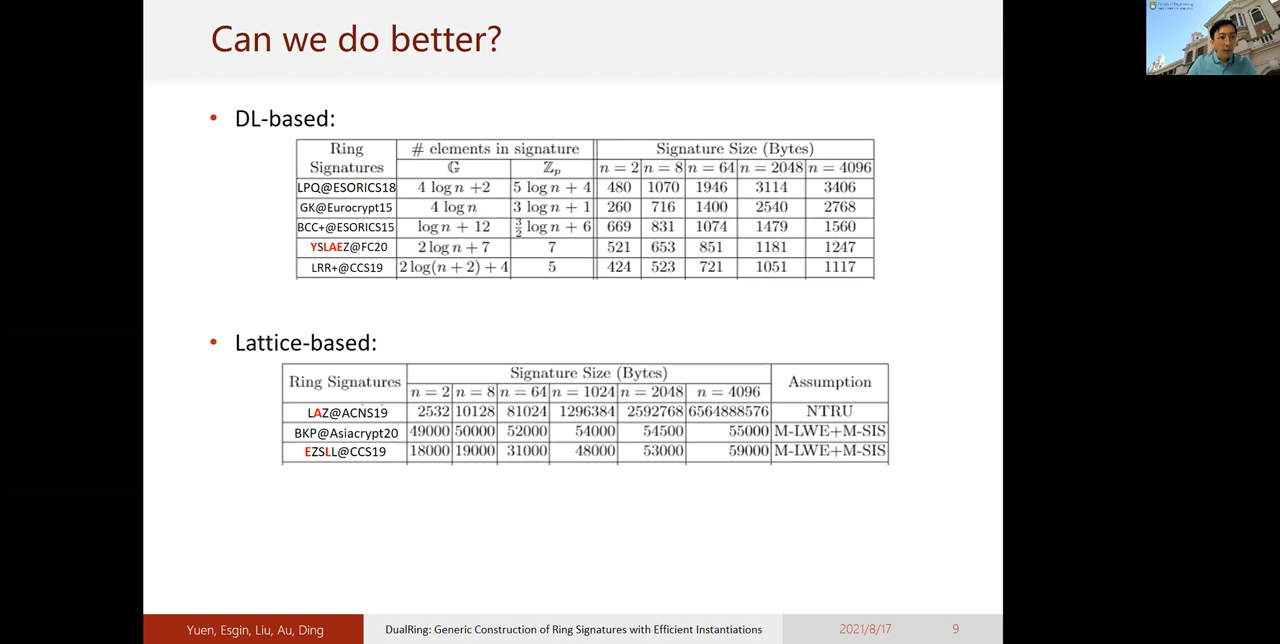 Can we do better?
• DL-based:
Ring Signatures # elements in signature Signature Size (Bytes)
𝔾 ℤp n = 2 n = 8 n = 64 n = 2048 n = 4096
LPQ@ESORICS18 4 log n +2 5 log n + 4 480 1070 1946 3114 3406
GK@Eurocrypt15 4 log n 3 log n + 1 260 716 1400 2540 2768
BCC+@ESORICS15 log n + 12 3/2 log n + 6 669 831 1074 1479 1560
YSLAEZ@FC20 2 log n + 7 7 521 653 851 1181 1247
LRR+@CCS19 2 log(n + 2) + 4 5 424 523 721 1051 1117
• Lattice-based:
Ring Signatures Signature Size (Bytes) Assumption
n = 2 n = 8 n = 64 n = 1024 n = 2048 n = 4096
LAZ@ACNS19 2532 10128 81024 1296384 2592768 6564888576 NTRU
BKP@Asiacrypt20 49000 50000 52000 54000 54500 55000 M-LWE+M-SIS
EZSLL@CCS19 18000 19000 31000 48000 53000 59000 M-LWE+M-SIS
Yuen, Esgin, Liu, Au, Ding DualRing: Generic Construction of Ring Signatures with Efficient Instantiations 2021/8/17 9